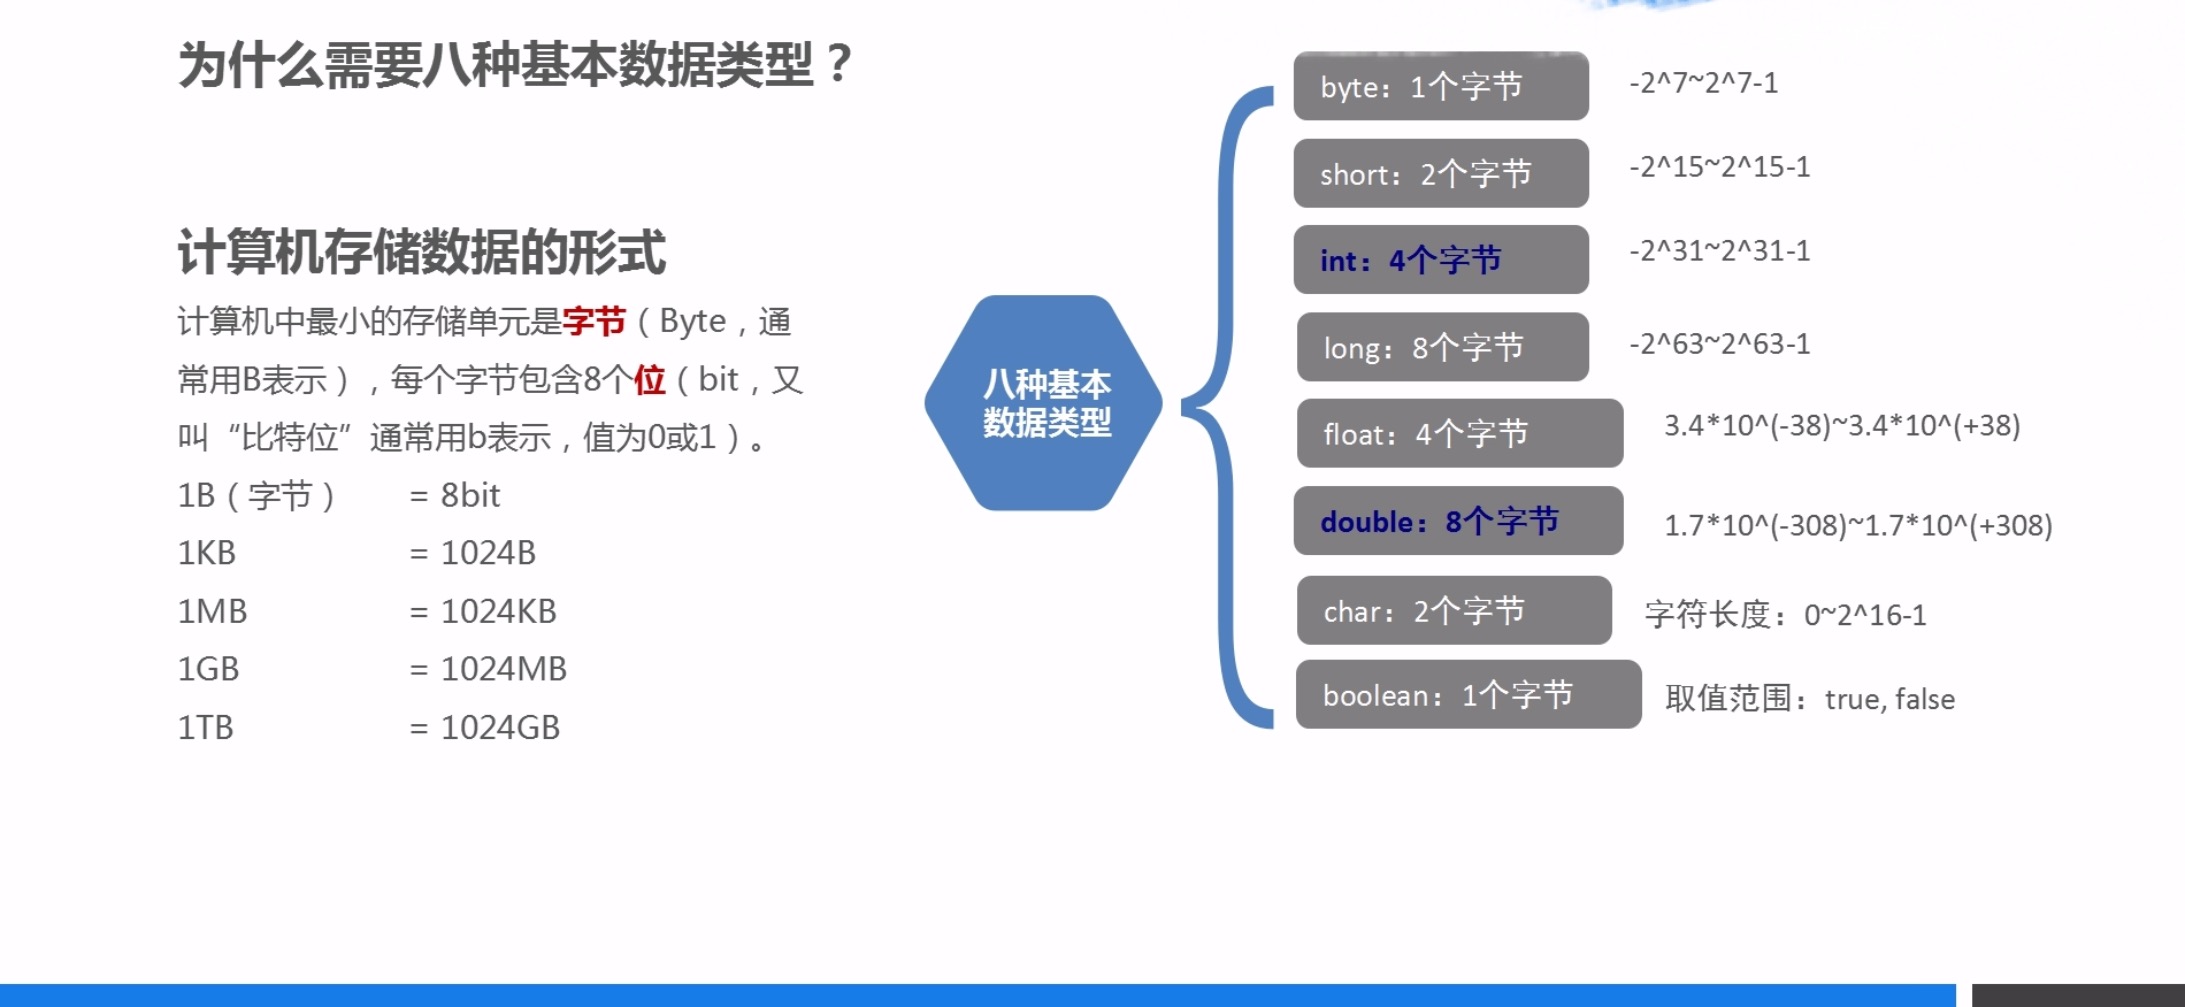 为什么需要八种基本数据类型？
计算机存储数据的形式
计算机中最小的存储单元是字节（Byte，通
常用B表示），每个字节包含8个位（bit，又
叫“比特位”通常用b表示，值为0或1）。
1B（字节） = 8bit
1KB = 1024B
1MB = 1024KB
1GB = 1024MB
1TB = 1024GB
八种基本
数据类型
byte：1个字节 -2^7~2^7-1
short：2个字节 -2^15~2^15-1
int：4个字节 -2^31~2^31-1
long：8个字节 -2^63~2^63-1
float：4个字节 3.4*10^(-38)~3.4*10^(+38)
double：8个字节 1.7*10^(-308)~1.7*10^(+308)
char：2个字节 字符长度：0~2^16-1
boolean：1个字节 取值范围：true, false